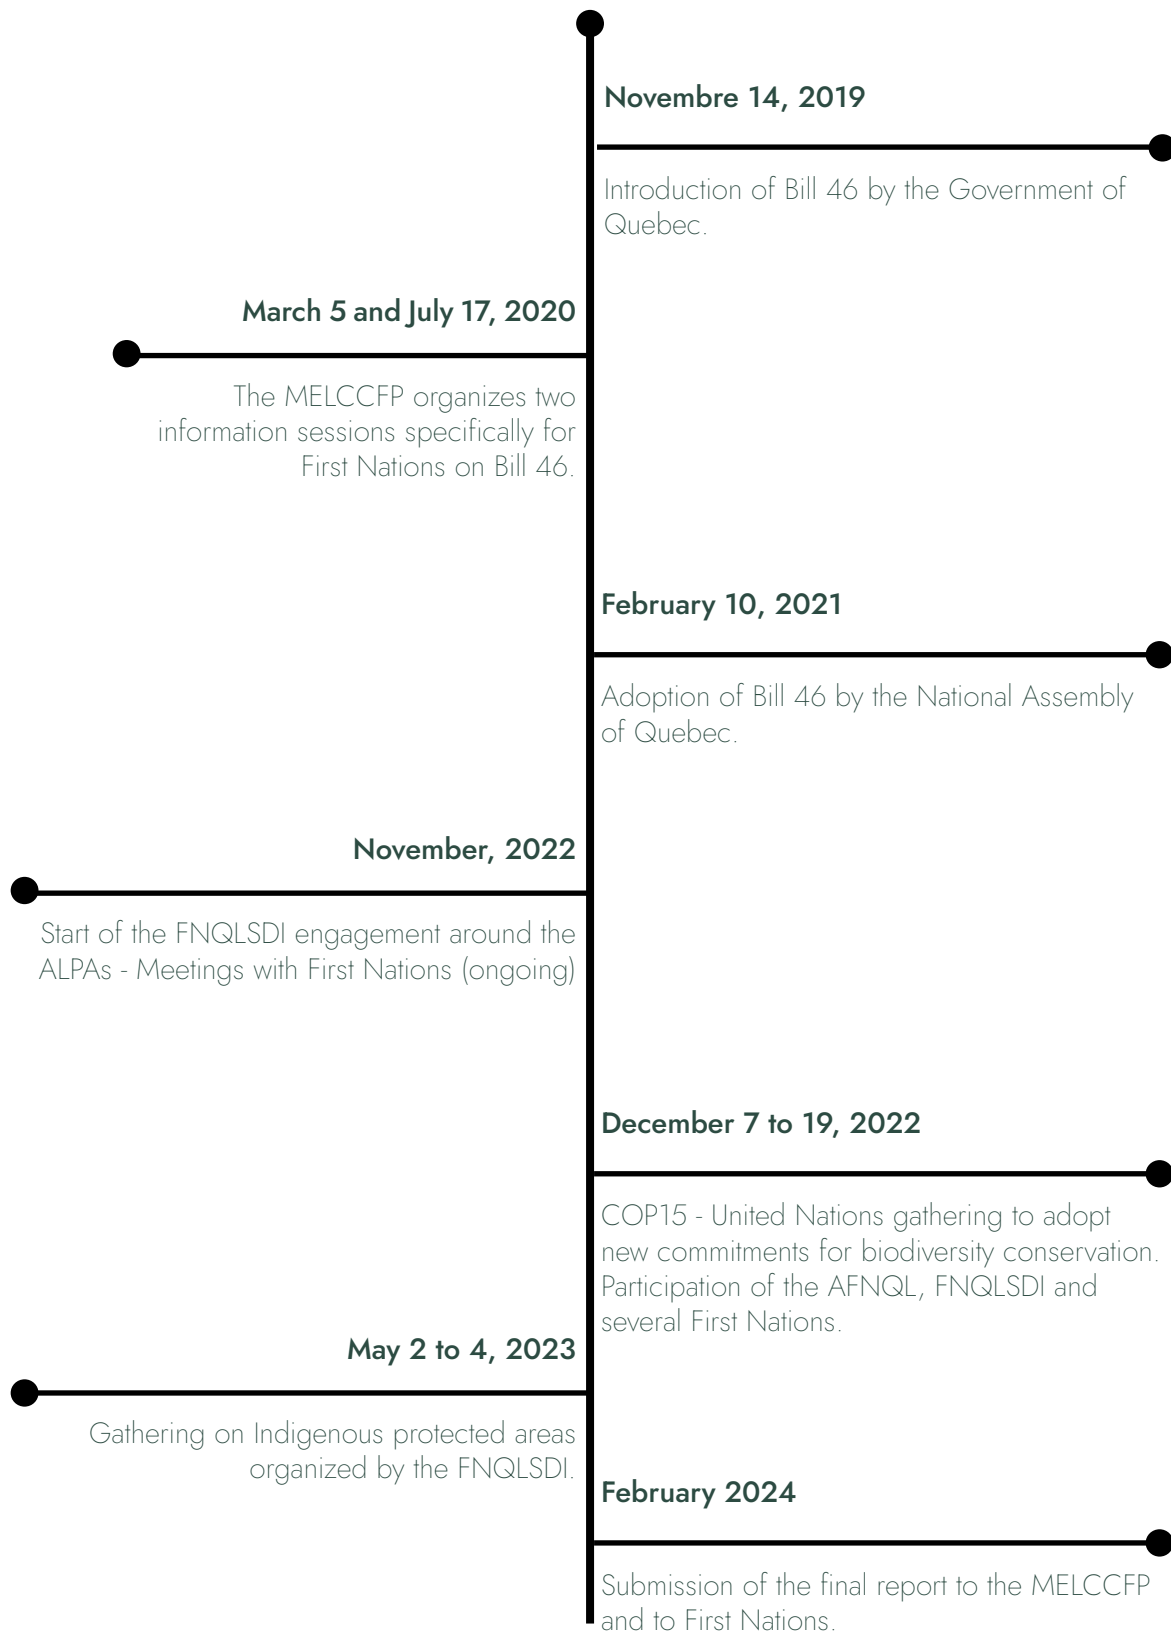 Novembre 14, 2019
Introduction of Bill 46 by the Government of
Quebec.
March 5 and July 17, 2020
The MELCCFP organizes two
information sessions specifically for
First Nations on Bill 46.
February 10, 2021
Adoption of Bill 46 by the National Assembly
of Quebec.
November, 2022
Start of the FNQLSDI engagement around the
ALPAs - Meetings with First Nations (ongoing)
December 7 to 19, 2022
COP15 - United Nations gathering to adopt
new commitments for biodiversity conservation.
Participation of the AFNQL, FNQLSDI and
several First Nations.
May 2 to 4, 2023
Gathering on Indigenous protected areas
organized by the FNQLSDI.
February 2024
Submission of the final report to the MELCCFP
and to First Nations.